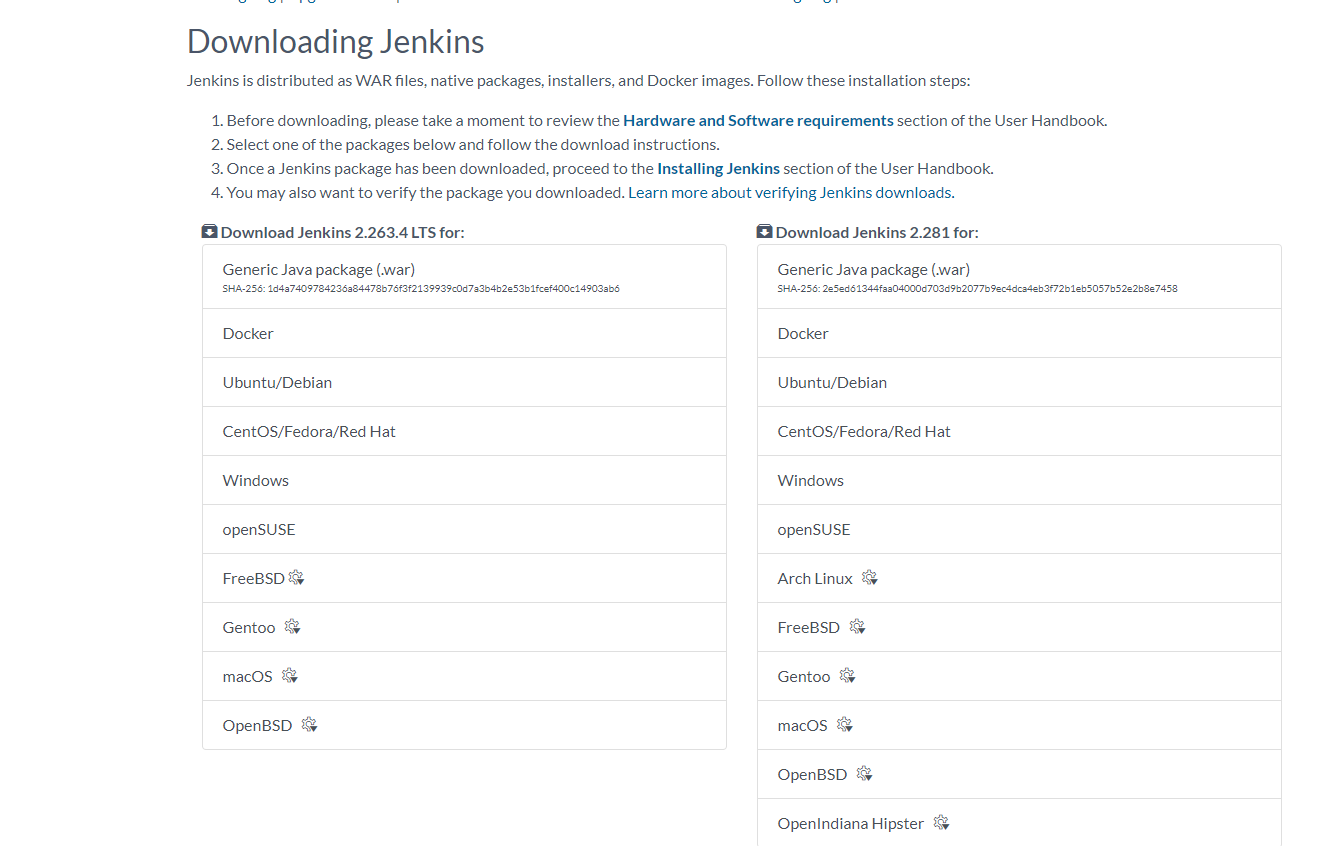 Downloading Jenkins
Jenkins is distributed as WAR files, native packages, installers, and Docker images. Follow these installation steps:
1. Before downloading, please take a moment to review the Hardware and Software requirements section of the User Handbook.
2. Select one of the packages below and follow the download instructions.
3. Once a Jenkins package has been downloaded, proceed to the Installing Jenkins section of the User Handbook.
4. You may also want to verify the package you downloaded. Learn more about verifying Jenkins downloads.
Download Jenkins 2.263.4 LTS for:
Generic Java package (.war)
SHA-256: 1d4a7409784236a84478b76f3f2139939c0d7a3b4b2e53b1fcef400c14903ab6
Docker
Ubuntu/Debian
CentOS/Fedora/Red Hat
Windows
openSUSE
FreeBSD
Gentoo
macOS
OpenBSD
Download Jenkins 2.281 for:
Generic Java package (.war)
SHA-256: 2e5ed61344faa04000d703d9b2077b9ec4dca4eb3f72b1eb5057b52e2b8e7458
Docker
Ubuntu/Debian
CentOS/Fedora/Red Hat
Windows
openSUSE
Arch Linux
FreeBSD
Gentoo
macOS
OpenBSD
OpenIndiana Hipster